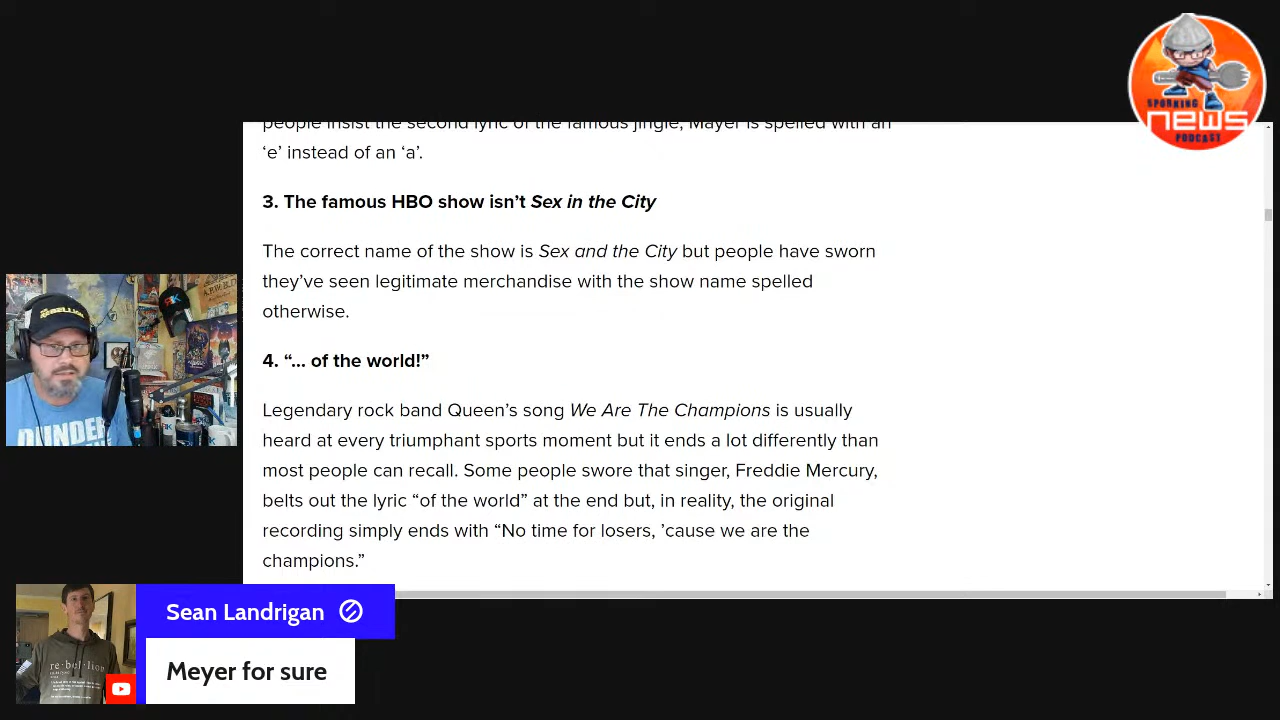 SPORKING
news
PODCAST
people insist the second lyric of the famous jingle, Mayer is spelled with an
‘e’ instead of an ‘a’.
3. The famous HBO show isn’t Sex in the City
The correct name of the show is Sex and the City but people have sworn
they’ve seen legitimate merchandise with the show name spelled
otherwise.
4. “... of the world!”
Legendary rock band Queen’s song We Are The Champions is usually
heard at every triumphant sports moment but it ends a lot differently than
most people can recall. Some people swore that singer, Freddie Mercury,
belts out the lyric “of the world” at the end but, in reality, the original
recording simply ends with “No time for losers, ’cause we are the
champions.”
REBELLION
DUNDER
re·bel·lion
Sean Landrigan
Meyer for sure